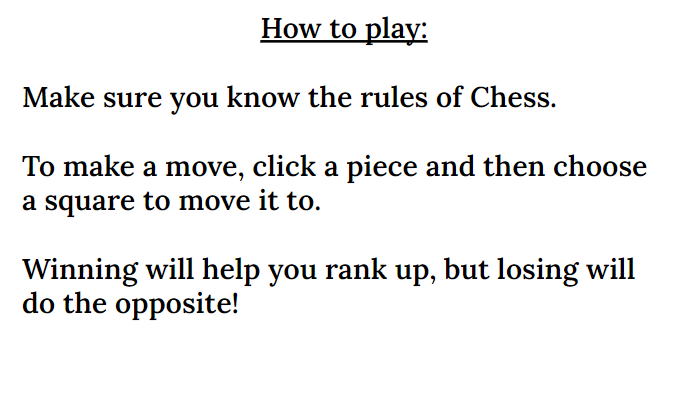 How to play:
Make sure you know the rules of Chess.
To make a move, click a piece and then choose
a square to move it to.
Winning will help you rank up, but losing will
do the opposite!